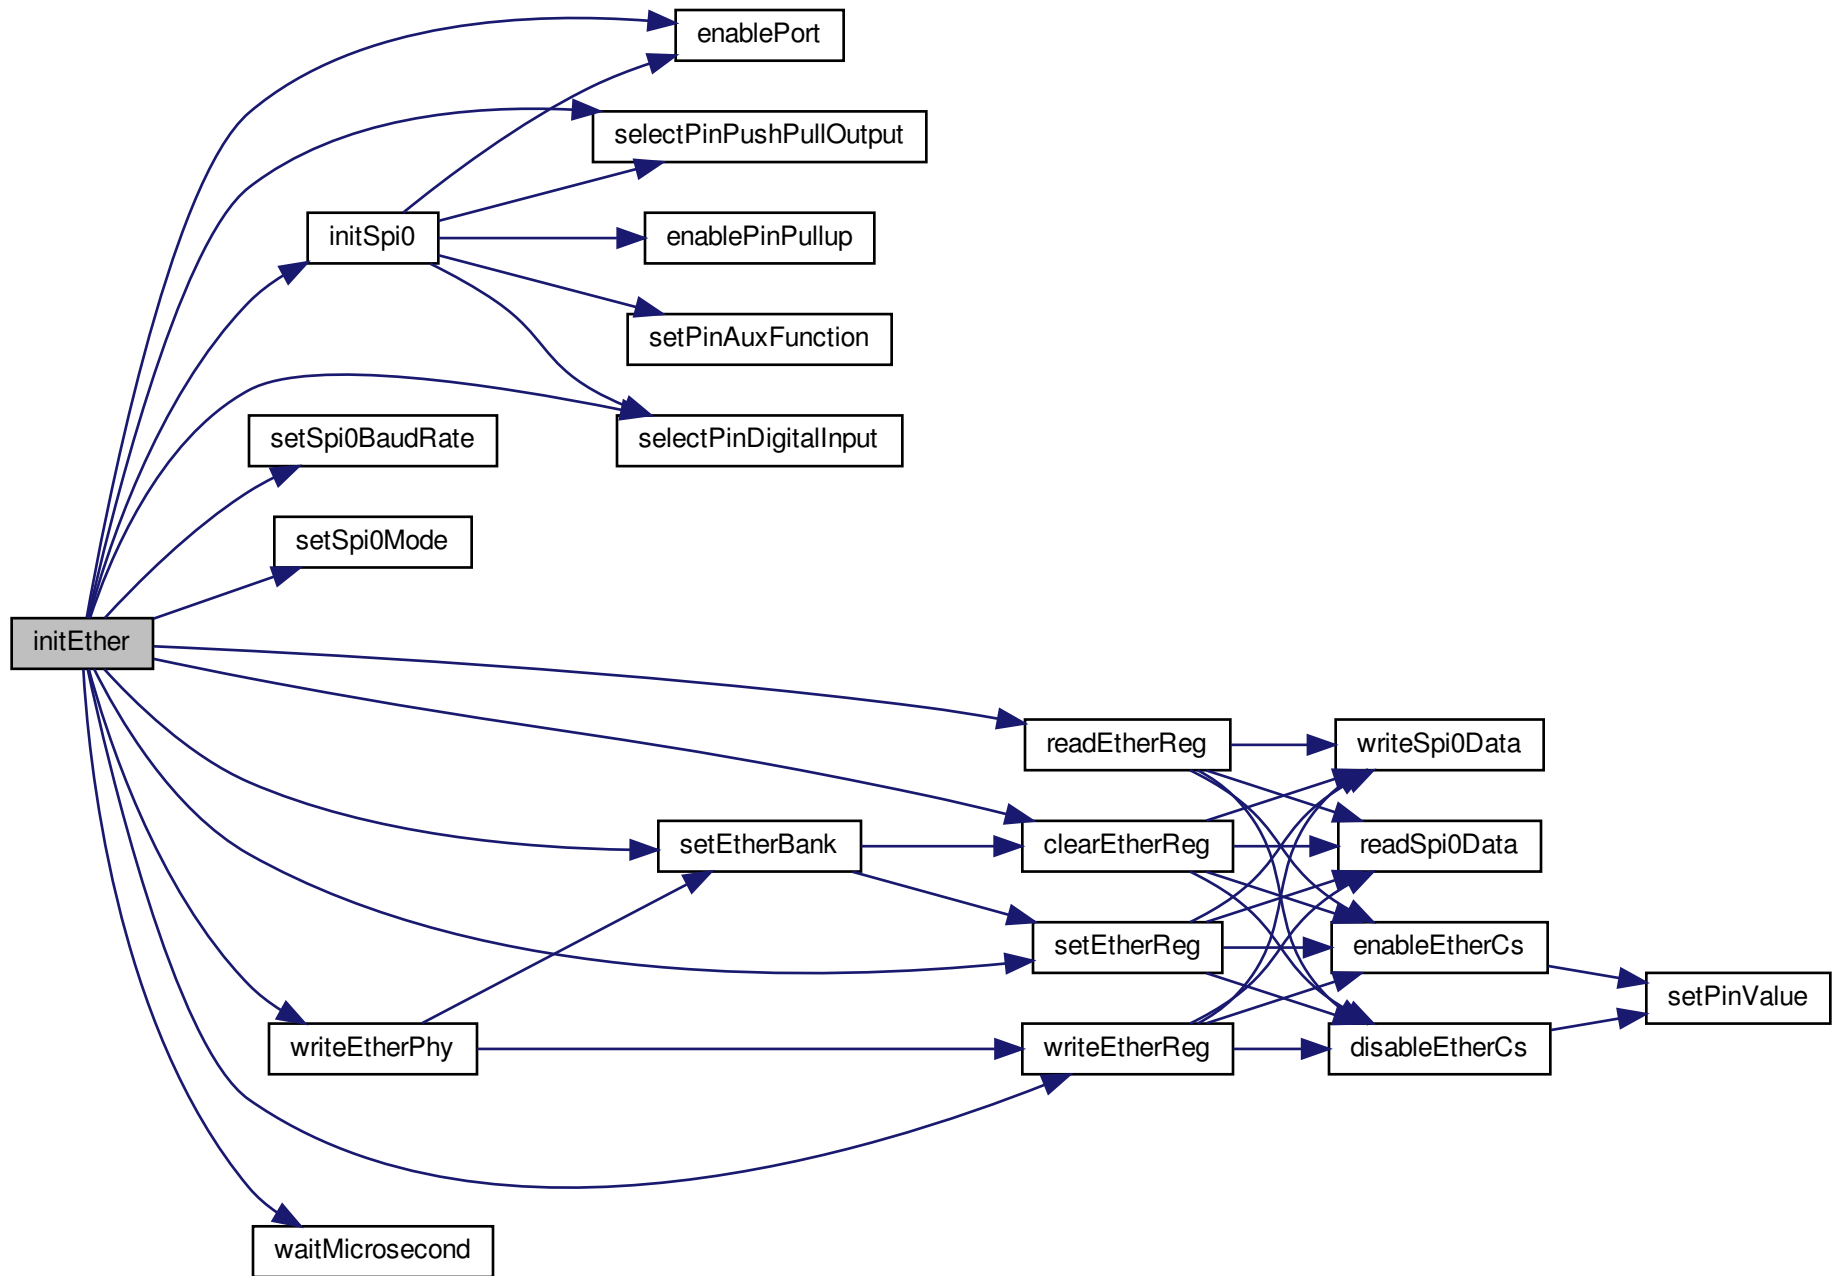 enablePort
selectPinPushPullOutput
initSpi0
enablePinPullup
setPinAuxFunction
setSpi0BaudRate
selectPinDigitalInput
setSpi0Mode
initEther
readEtherReg
writeSpi0Data
setEtherBank
clearEtherReg
readSpi0Data
setEtherReg
enableEtherCs
setPinValue
writeEtherPhy
writeEtherReg
disableEtherCs
waitMicrosecond